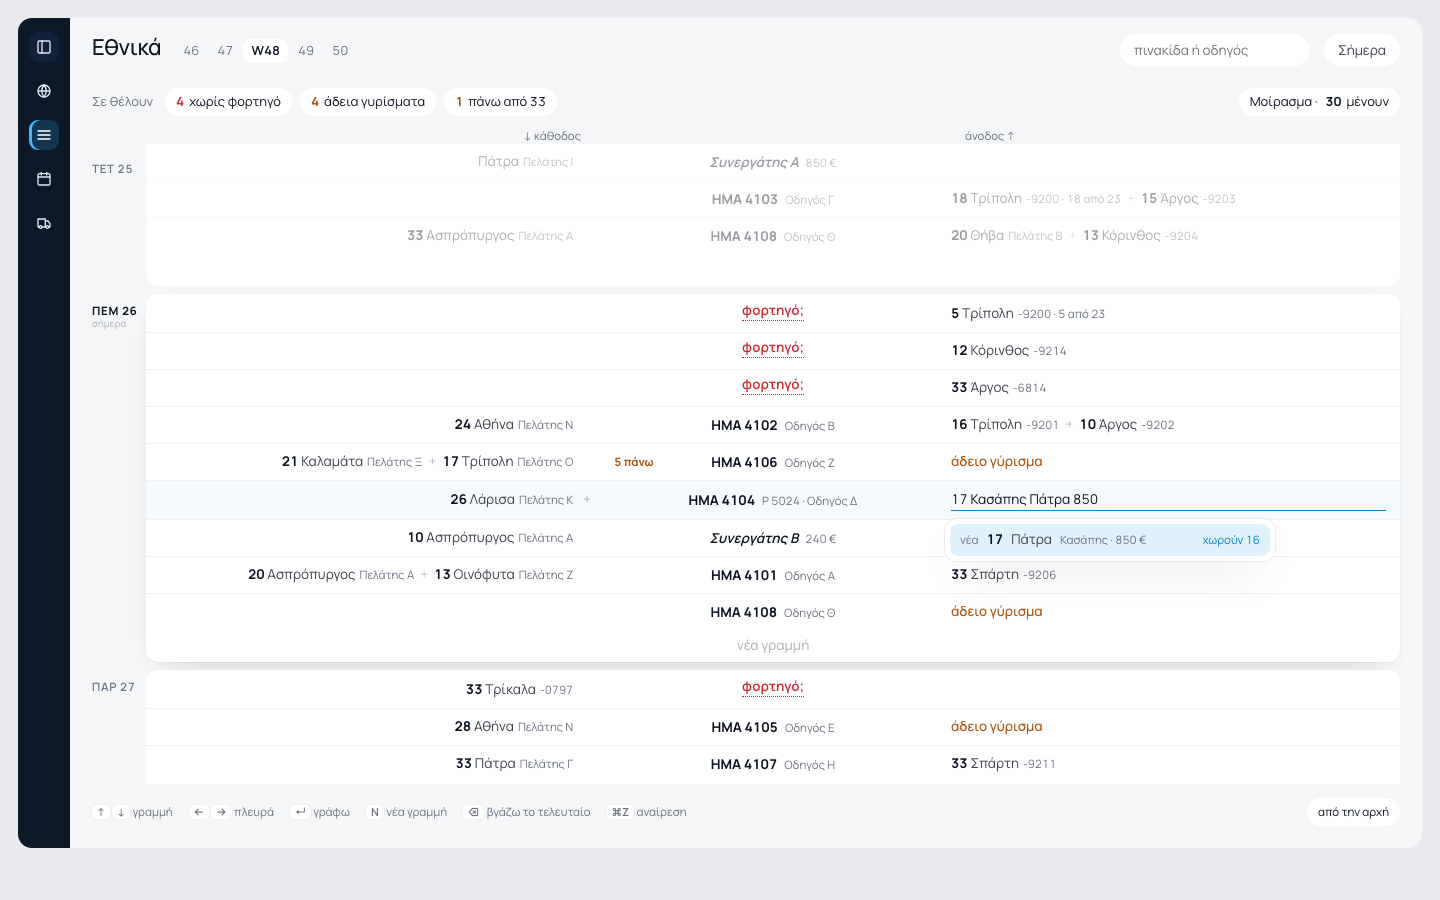 Εθνικά 46 47 W48 49 50 πινακίδα ή οδηγός Σήμερα
Σε θέλουν 4 χωρίς φορτηγό 4 άδεια γυρίσματα 1 πάνω από 33 Μοίρασμα · 30 μένουν
↓ κάθοδος άνοδος ↑
ΤΕΤ 25 Πάτρα Πελάτης Ι Συνεργάτης Α 850 €
ΗΜΑ 4103 Οδηγός Γ 18 Τρίπολη -9200 · 18 από 23 + 15 Άργος -9203
33 Ασπρόπυργος Πελάτης Α ΗΜΑ 4108 Οδηγός Θ 20 Θήβα Πελάτης Β + 13 Κόρινθος -9204
ΠΕΜ 26 φορτηγό; 5 Τρίπολη -9200 · 5 από 23
σήμερα
φορτηγό; 12 Κόρινθος -9214
φορτηγό; 33 Άργος -6814
24 Αθήνα Πελάτης Ν ΗΜΑ 4102 Οδηγός Β 16 Τρίπολη -9201 + 10 Άργος -9202
21 Καλαμάτα Πελάτης Ξ + 17 Τρίπολη Πελάτης Ο 5 πάνω ΗΜΑ 4106 Οδηγός Ζ άδειο γύρισμα
26 Λάρισα Πελάτης Κ + ΗΜΑ 4104 Ρ 5024 · Οδηγός Δ 17 Κασάπης Πάτρα 850
10 Ασπρόπυργος Πελάτης Α Συνεργάτης Β 240 € νέα 17 Πάτρα Κασάπης · 850 € χωρούν 16
20 Ασπρόπυργος Πελάτης Α + 13 Οινόφυτα Πελάτης Ζ ΗΜΑ 4101 Οδηγός Α 33 Σπάρτη -9206
ΗΜΑ 4108 Οδηγός Θ άδειο γύρισμα
νέα γραμμή
ΠΑΡ 27 33 Τρίκαλα -0797 φορτηγό;
28 Αθήνα Πελάτης Ν ΗΜΑ 4105 Οδηγός Ε άδειο γύρισμα
33 Πάτρα Πελάτης Γ ΗΜΑ 4107 Οδηγός Η 33 Σπάρτη -9211
↑ ↓ γραμμή ← → πλευρά ↵ γράφω N νέα γραμμή ⌫ βγάζω το τελευταίο ⌘Z αναίρεση από την αρχή